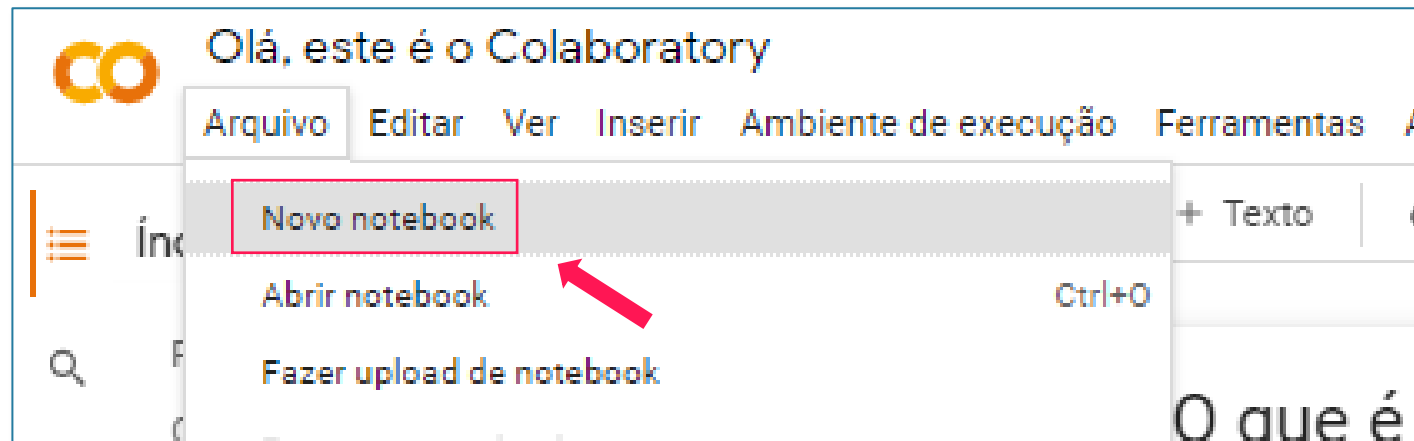 Olá, este é o Colaboratory
Arquivo Editar Ver Inserir Ambiente de execução Ferramentas
Novo notebook
+ Texto
Abrir notebook Ctrl+O
Fazer upload de notebook
O que é